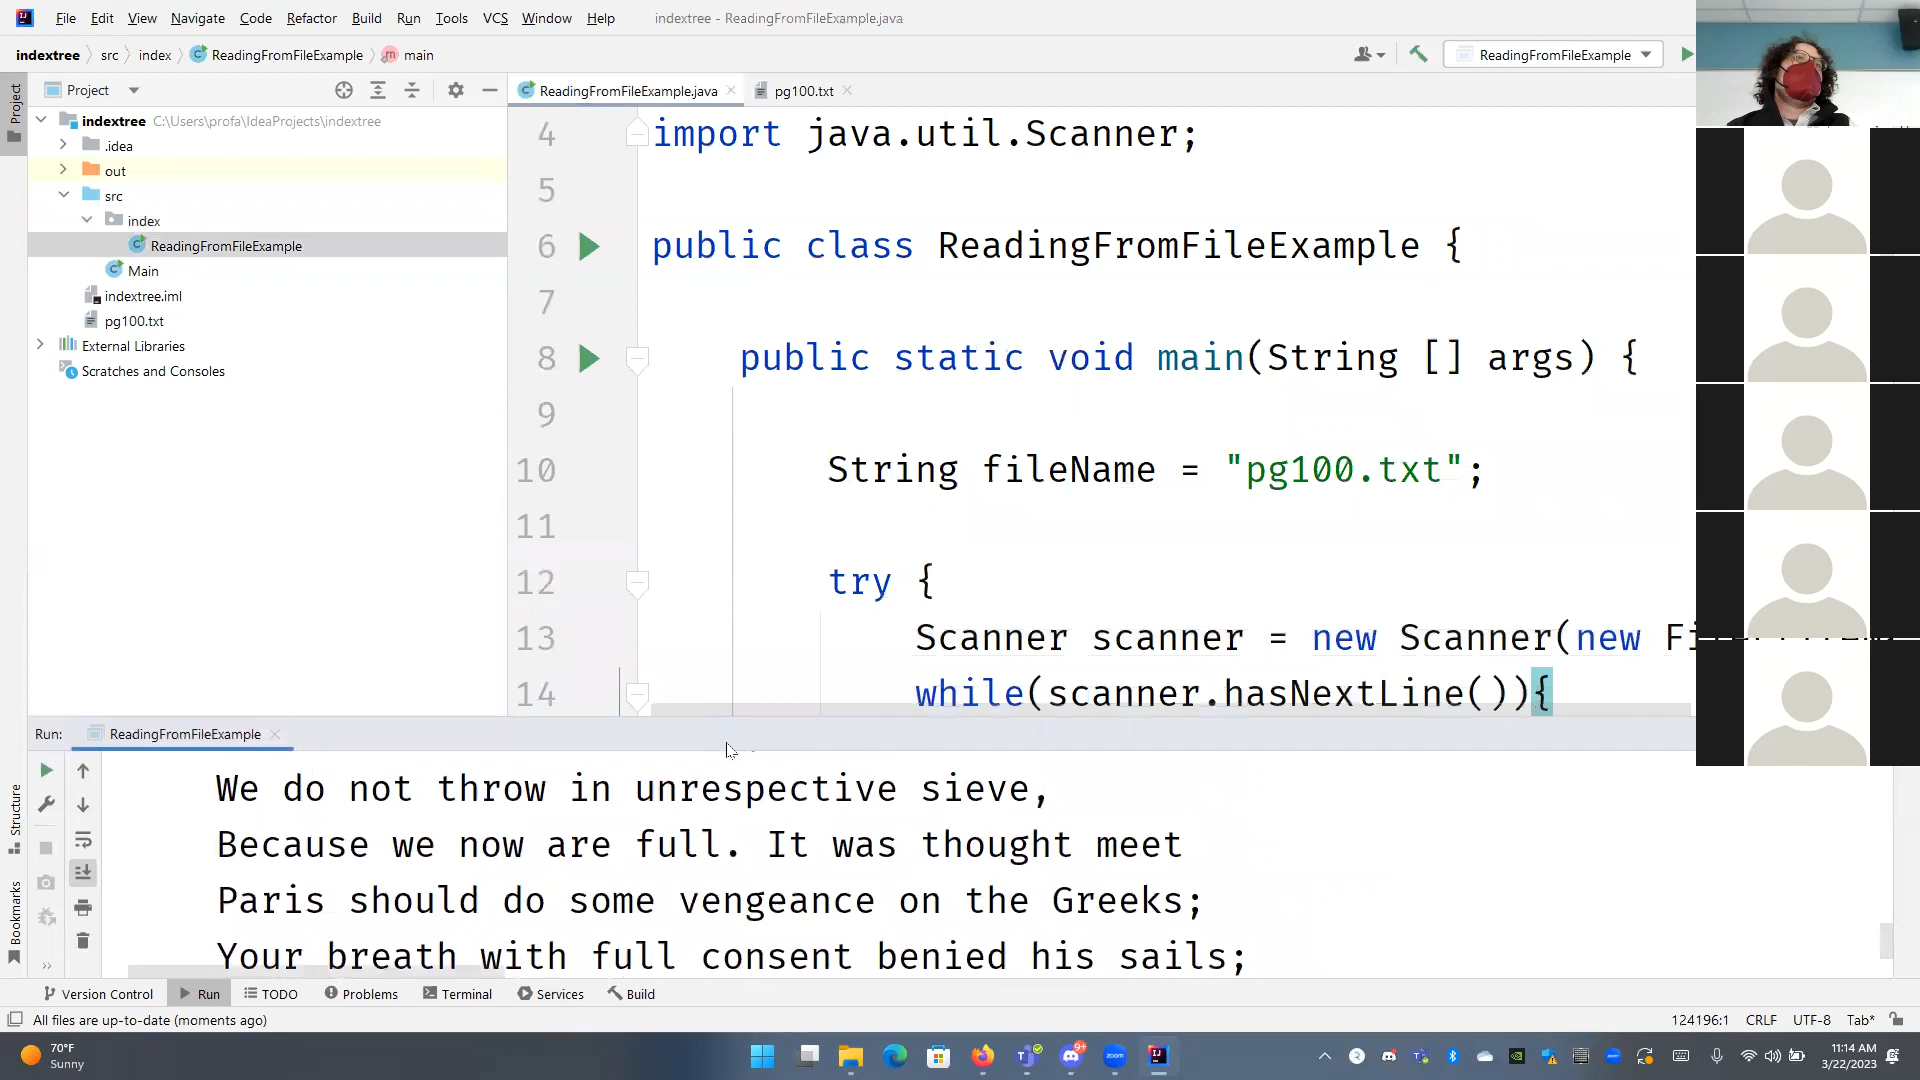 File Edit View Navigate Code Refactor Build Run Tools VCS Window Help indextree - ReadingFromFileExample.java
indextree src index ReadingFromFileExample main ReadingFromFileExample
Project
Project
ReadingFromFileExample.java pg100.txt
indextree C:\Users\profa\IdeaProjects\indextree
.idea
out
src
index
ReadingFromFileExample
Main
indextree.iml
pg100.txt
External Libraries
Scratches and Consoles
4 import java.util.Scanner;
5
6 public class ReadingFromFileExample {
7
8 public static void main(String [] args) {
9
10 String fileName = "pg100.txt";
11
12 try {
13 Scanner scanner = new Scanner(new
14 while(scanner.hasNextLine()){
Run: ReadingFromFileExample
We do not throw in unrespective sieve,
Because we now are full. It was thought meet
Paris should do some vengeance on the Greeks;
Your breath with full consent benied his sails;
Structure
Bookmarks
Version Control Run TODO Problems Terminal Services Build
All files are up-to-date (moments ago) 124196:1 CRLF UTF-8 Tab*
70°F
Sunny
9+
zoom
11:14 AM
3/22/2023